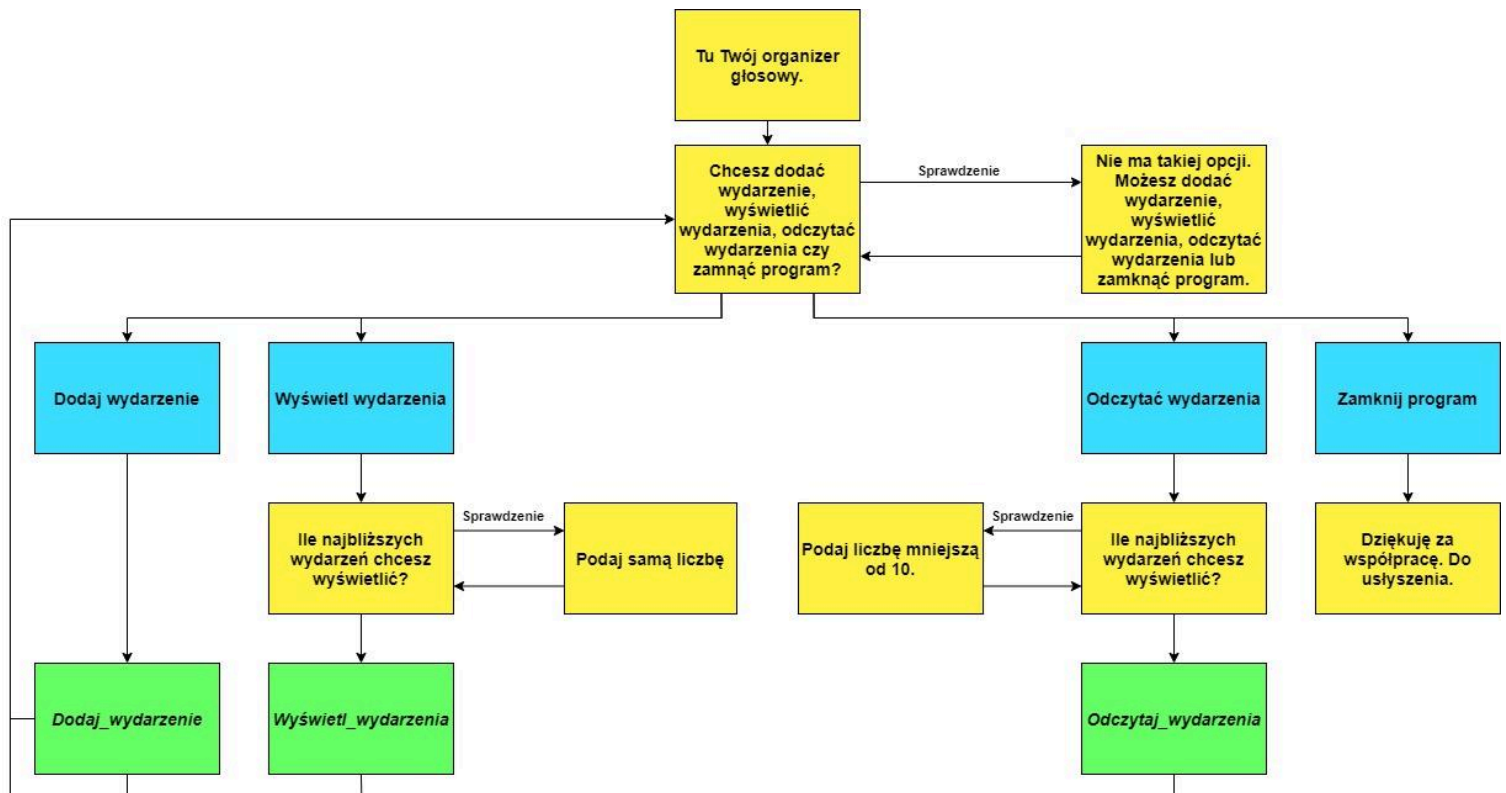 Tu Twój organizer
głosowy.
Chcesz dodać
wydarzenie,
wyświetlić
wydarzenia, odczytać
wydarzenia czy
zamnąć program?
Sprawdzenie
Nie ma takiej opcji.
Możesz dodać
wydarzenie,
wyświetlić
wydarzenia, odczytać
wydarzenia lub
zamknąć program.
Dodaj wydarzenie
Wyświetl wydarzenia
Odczytać wydarzenia
Zamknij program
Ile najbliższych
wydarzeń chcesz
wyświetlić?
Sprawdzenie
Podaj samą liczbę
Podaj liczbę mniejszą
od 10.
Sprawdzenie
Ile najbliższych
wydarzeń chcesz
wyświetlić?
Dziękuję za
współpracę. Do
usłyszenia.
Dodaj_wydarzenie
Wyświetl_wydarzenia
Odczytaj_wydarzenia